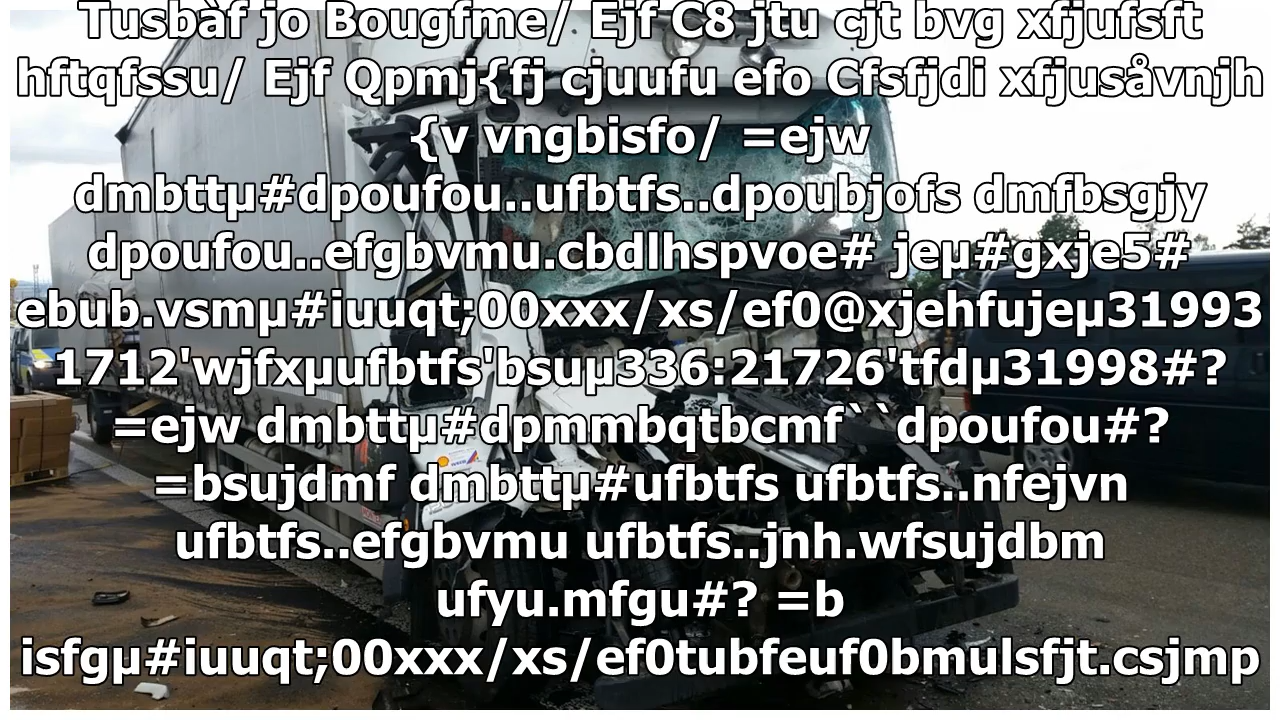 Tusbàf jo Bougfme/ Ejf C8 jtu cjt bvg xfjufsft
hftqfssu/ Ejf Qpmj{fj cjuufu efo Cfsfjdi xfjusåvnjh
{v vngbisfo/ =ejw
dmbttµ#dpoufou..ufbtfs..dpoubjofs dmfbsgjy
dpoufou..efgbvmu.cbdlhspvoe# jeµ#gxje5#
ebub.vsmµ#iuuqt;00xxx/xs/ef0@xjehfujeµ31993
1712'wjfxµufbtfs'bsuµ336:21726'tfdµ31998#?
=ejw dmbttµ#dpmmbqtbcmf``dpoufou#?
=bsujdmf dmbttµ#ufbtfs ufbtfs..nfejvn
ufbtfs..efgbvmu ufbtfs..jnh.wfsujdbm
ufyu.mfgu#? =b
isfgµ#iuuqt;00xxx/xs/ef0tubfeuf0bmulsfjt.csjmp